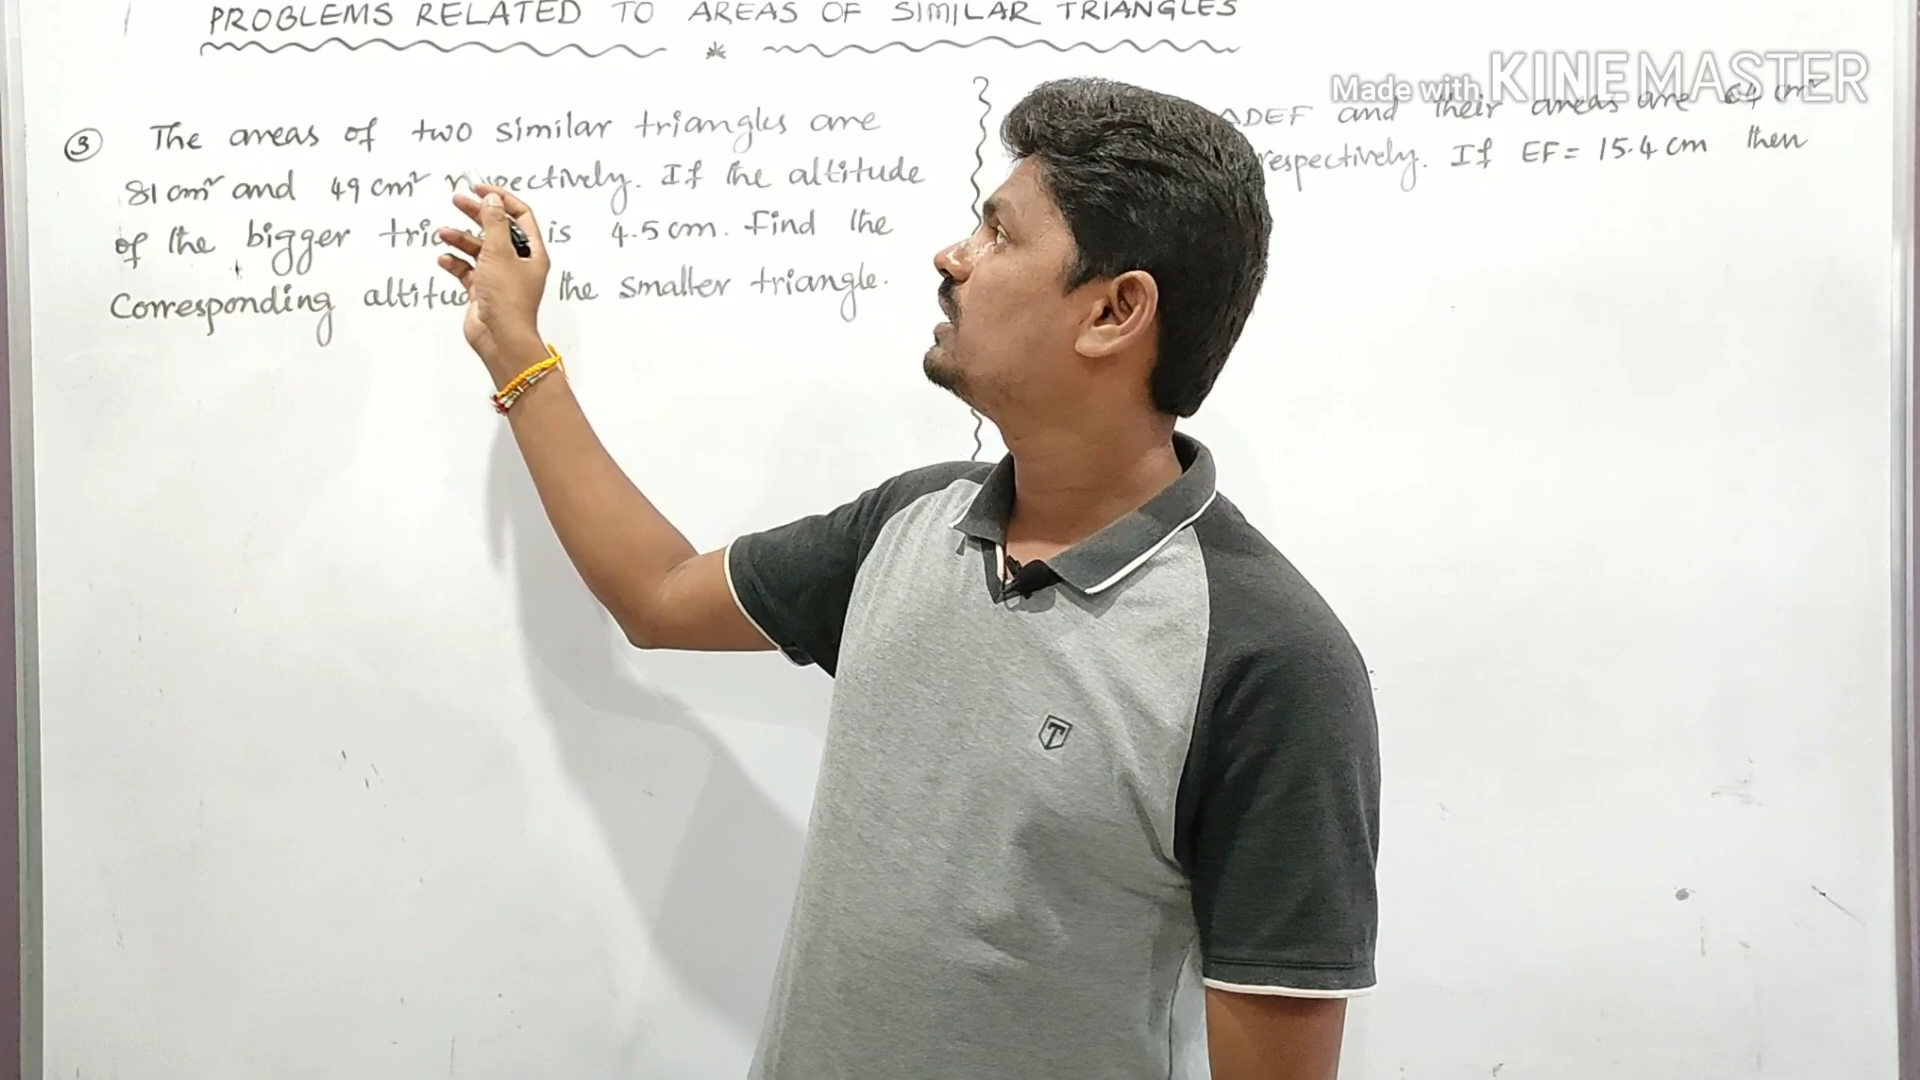 PROBLEMS RELATED TO AREAS OF SIMILAR TRIANGLES
Made with KINEMASTER
③ The areas of two similar triangles are
81 cm² and 49 cm² respectively. If the altitude
of the bigger is 4.5 cm. Find the
Corresponding the smaller triangle.
ΔDEF and their areas are 64 cm²
respectively. If EF = 15.4 cm then
T